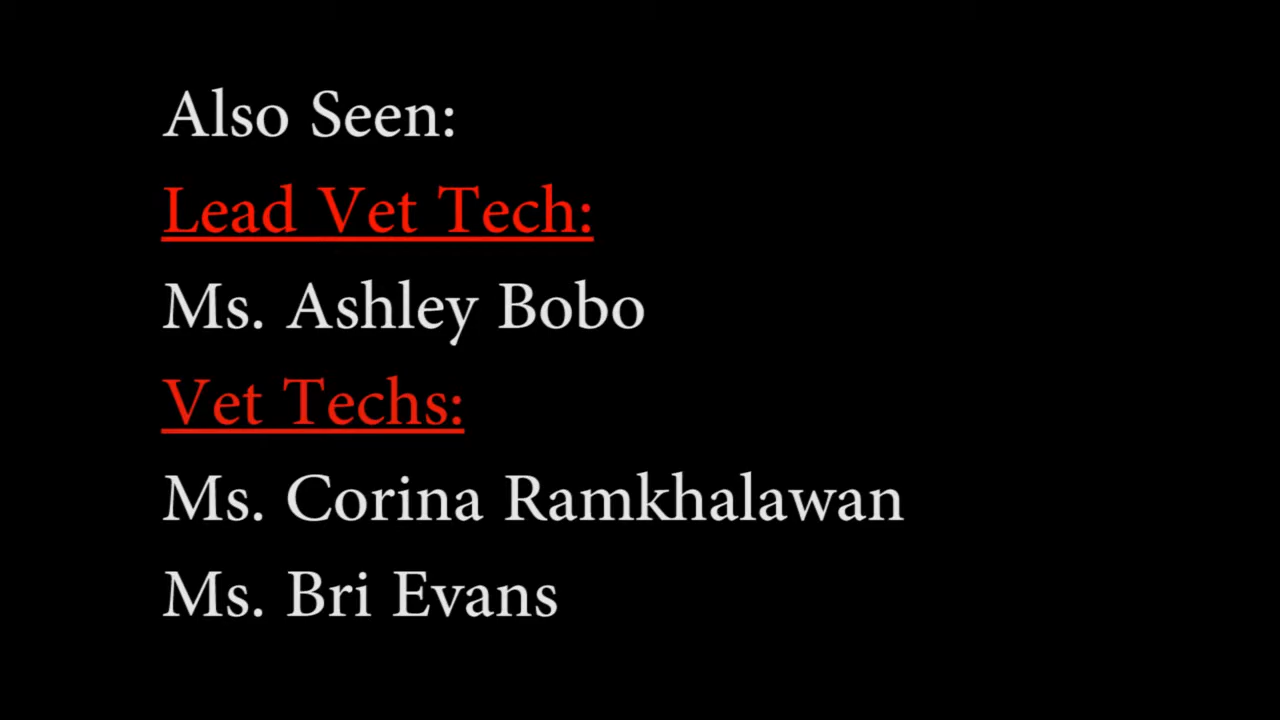 Also Seen:
Lead Vet Tech:
Ms. Ashley Bobo
Vet Techs:
Ms. Corina Ramkhalawan
Ms. Bri Evans